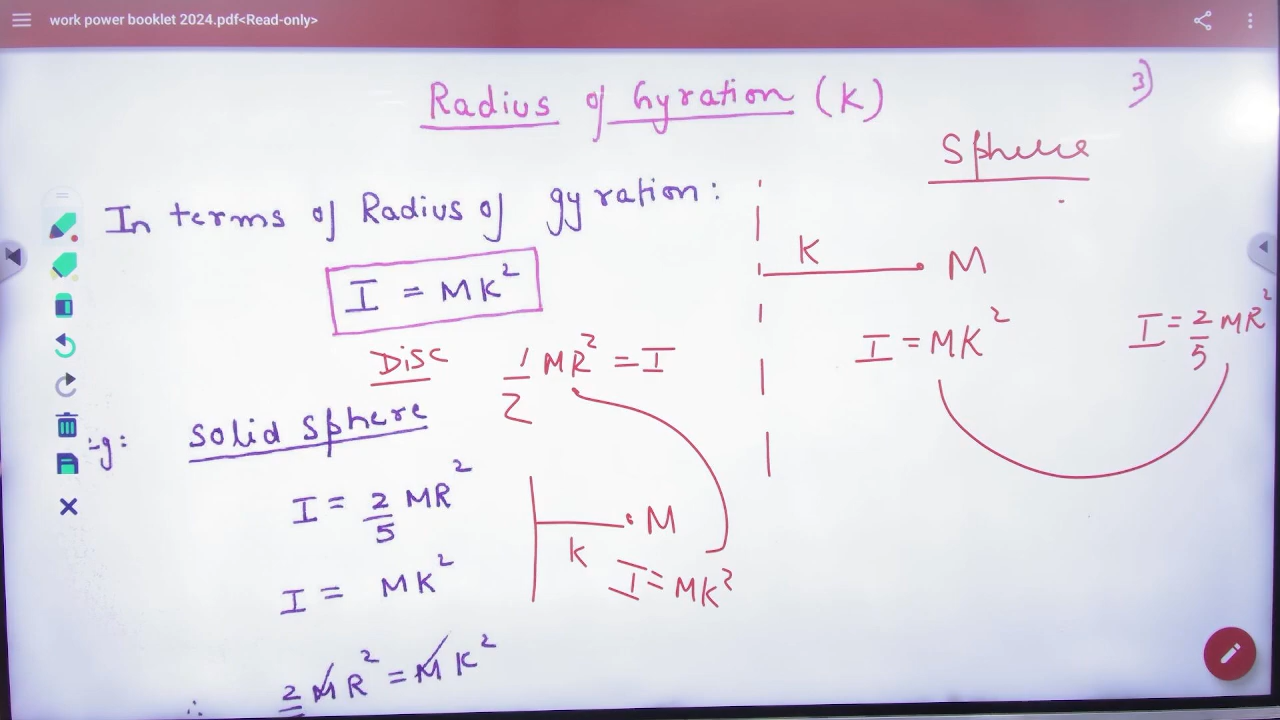 work power booklet 2024.pdf<Read-only>
Radius of Gyration (K)
3)
Sphere
In terms of Radius of gyration:
K
M
I = MK²
I = MK²
I = 2/5 MR²
Disc
1/2 MR² = I
-g:
Solid Sphere
I = 2/5 MR²
M
K
I = MK²
I = MK²
2 MR² = MK²
∴